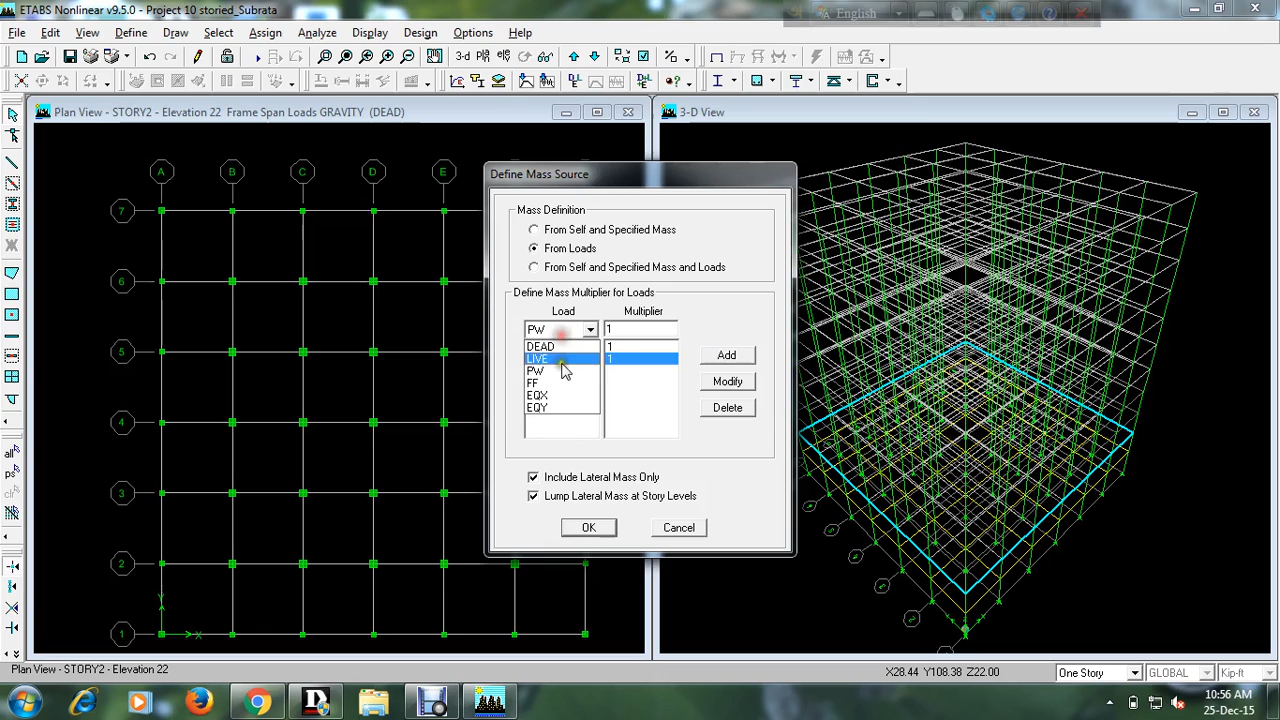 ETABS Nonlinear v9.5.0 - Project 10 storied_Subrata
English
File Edit View Define Draw Select Assign Analyze Display Design Options Help
3-d
Plan View - STORY2 - Elevation 22 Frame Span Loads GRAVITY (DEAD)
3-D View
A B C D E
7
6
5
4
3
2
1
Y
X
all
ps
clr
Define Mass Source
Mass Definition
From Self and Specified Mass
From Loads
From Self and Specified Mass and Loads
Define Mass Multiplier for Loads
Load Multiplier
PW 1
DEAD 1
LIVE 1
PW
FF
EQX
EQY
Add
Modify
Delete
Include Lateral Mass Only
Lump Lateral Mass at Story Levels
OK Cancel
Plan View - STORY2 - Elevation 22
X28.44 Y108.38 Z22.00
One Story
GLOBAL
Kip-ft
10:56 AM
25-Dec-15